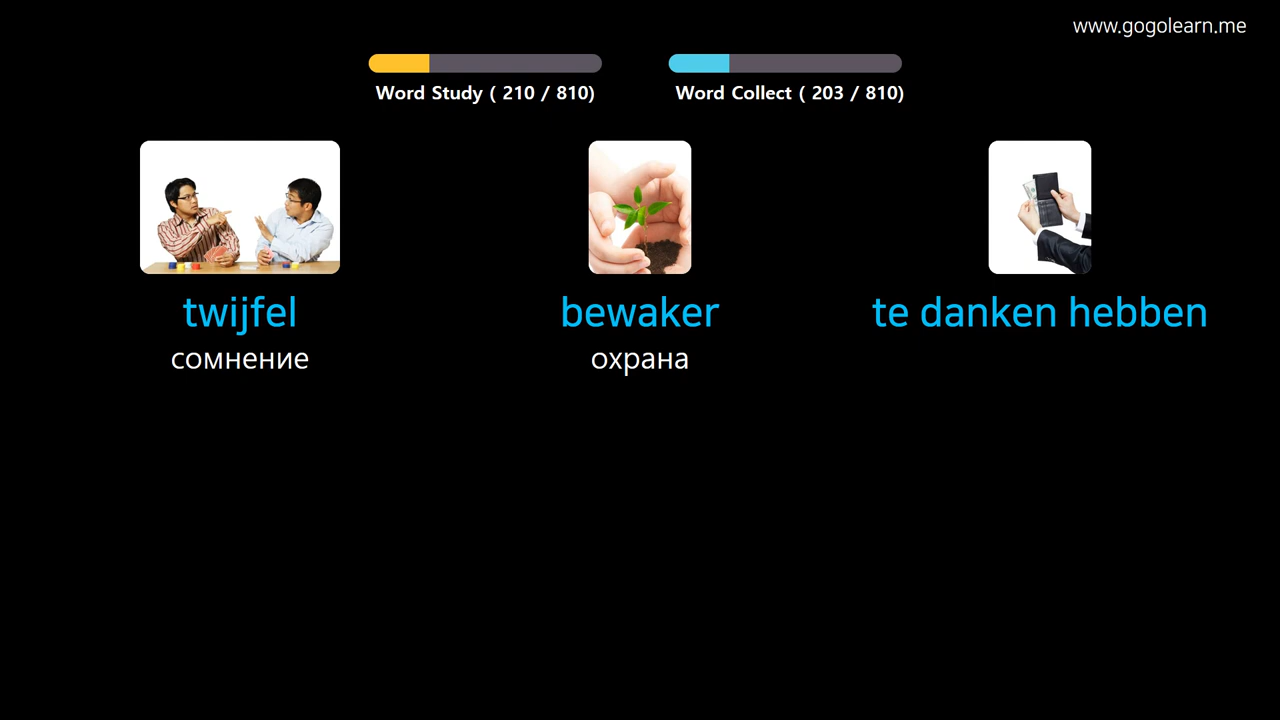 www.gogolearn.me
Word Study ( 210 / 810)
Word Collect ( 203 / 810)
twijfel
сомнение
bewaker
охрана
te danken hebben